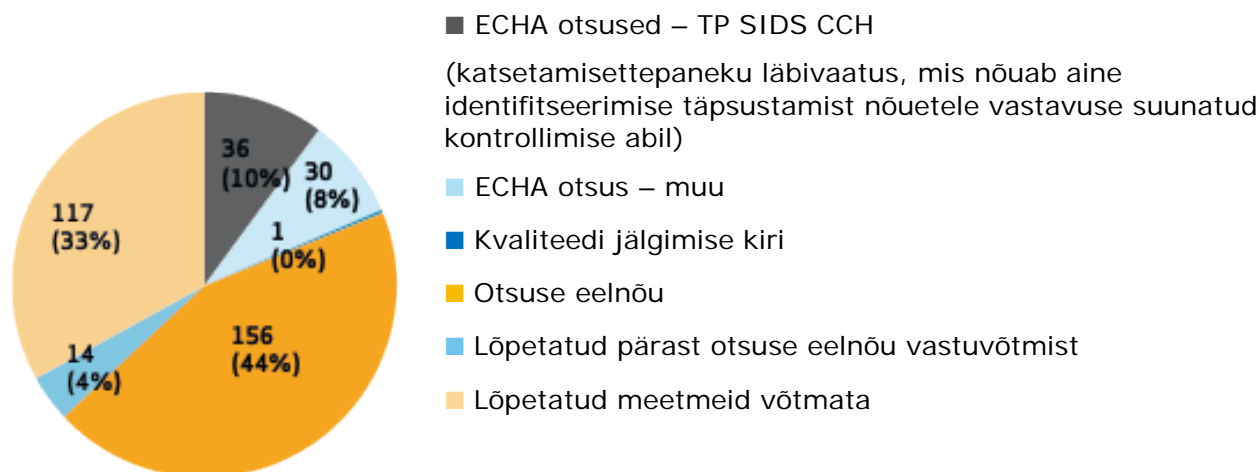 ECHA otsused – TP SIDS CCH
(katsetamisettepaneku läbivaatus, mis nõuab aine
identifitseerimise täpsustamist nõuetele vastavuse suunatud
kontrollimise abil)
ECHA otsus – muu
Kvaliteedi jälgimise kiri
Otsuse eelnõu
Lõpetatud pärast otsuse eelnõu vastuvõtmist
Lõpetatud meetmeid võtmata
36
(10%)
30
(8%)
1
(0%)
117
(33%)
156
(44%)
14
(4%)